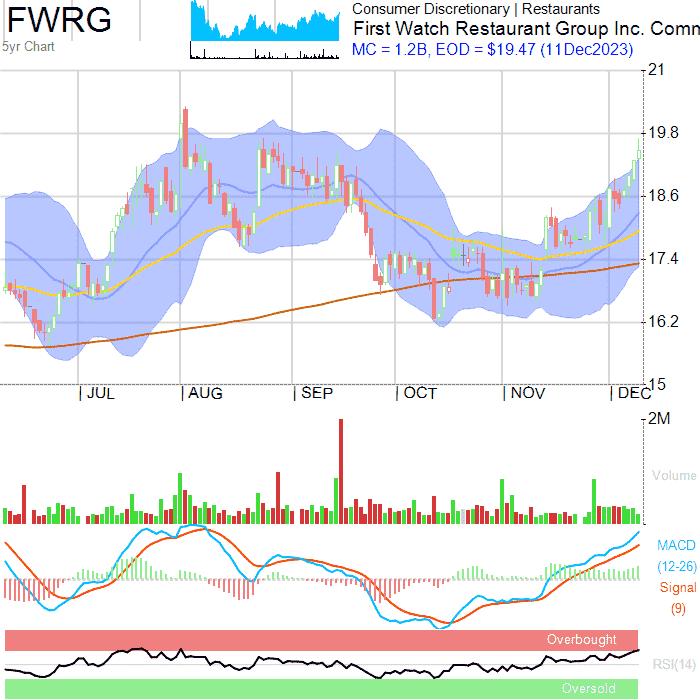 FWRG
5yr Chart
Consumer Discretionary | Restaurants
First Watch Restaurant Group Inc. Comn
MC = 1.2B, EOD = $19.47 (11Dec2023)
21
19.8
18.6
17.4
16.2
15
JUL AUG SEP OCT NOV DEC
2M
Volume
MACD
(12-26)
Signal
(9)
Overbought
RSI(14)
Oversold